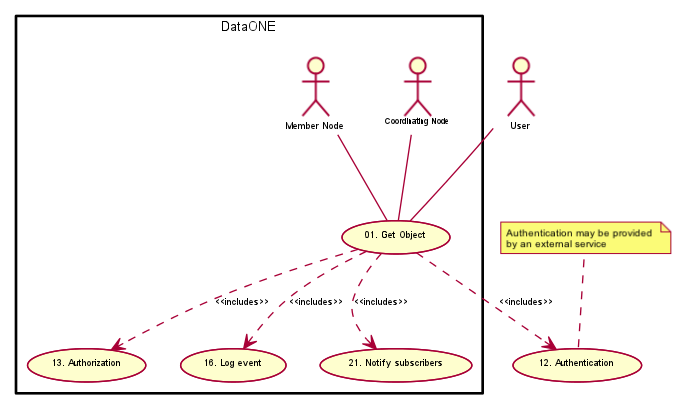 DataONE
Member Node
Coordinating Node
User
01. Get Object
Authentication may be provided
by an external service
<<includes>>
<<includes>>
<<includes>>
<<includes>>
13. Authorization
16. Log event
21. Notify subscribers
12. Authentication